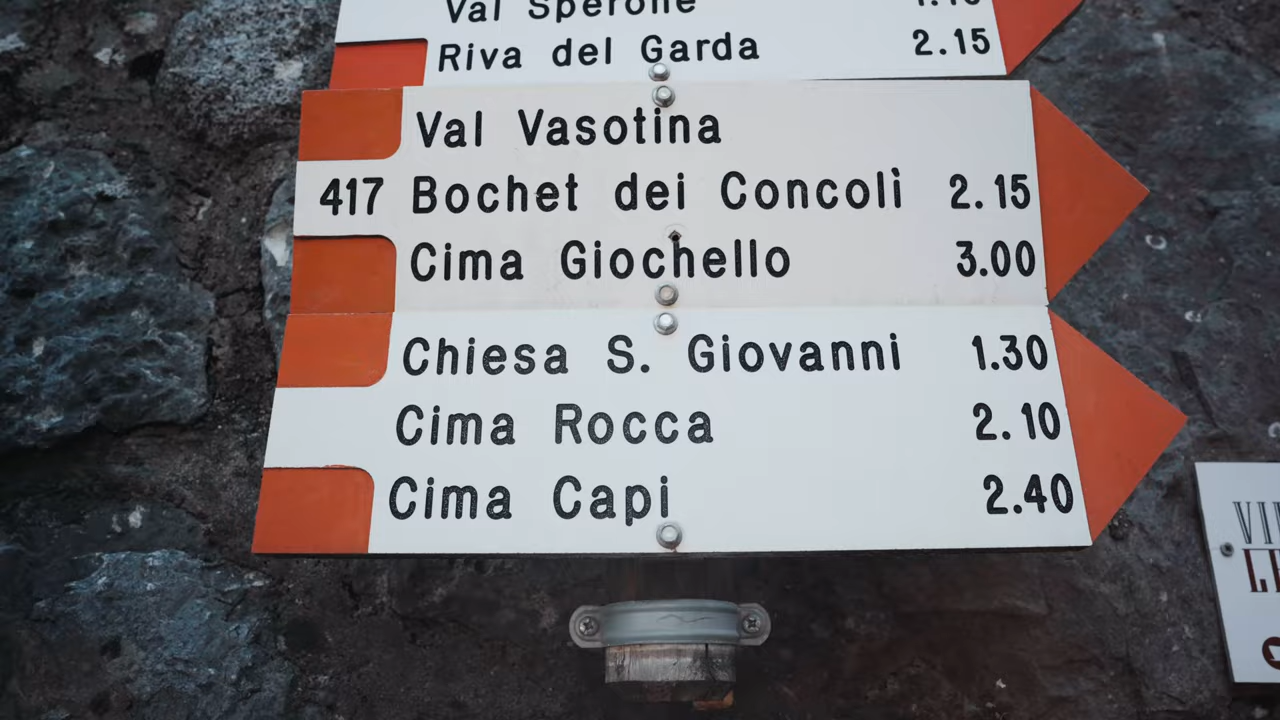 Val Sperone
Riva del Garda 2.15
Val Vasotina
417 Bochet dei Concolì 2.15
Cima Giochello 3.00
Chiesa S. Giovanni 1.30
Cima Rocca 2.10
Cima Capi 2.40